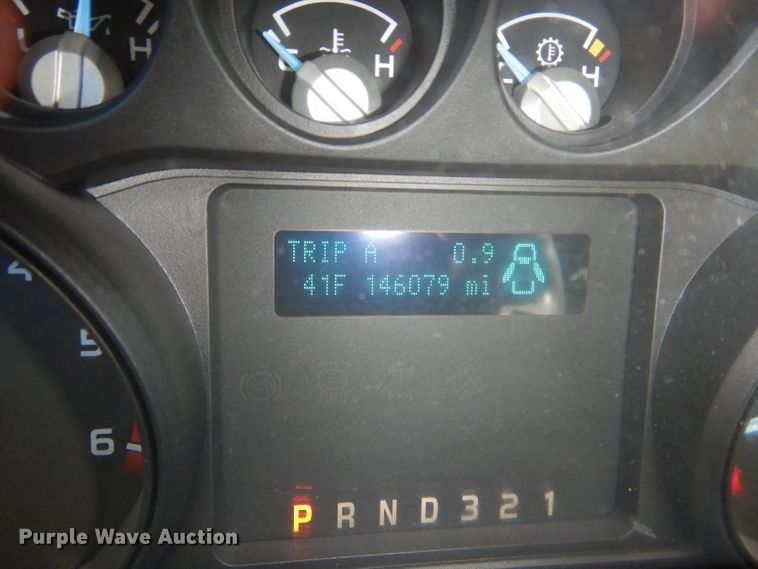 H
C H
4
TRIP A 0.9
41F 146079 mi
4
5
6
P R N D 3 2 1
Purple Wave Auction